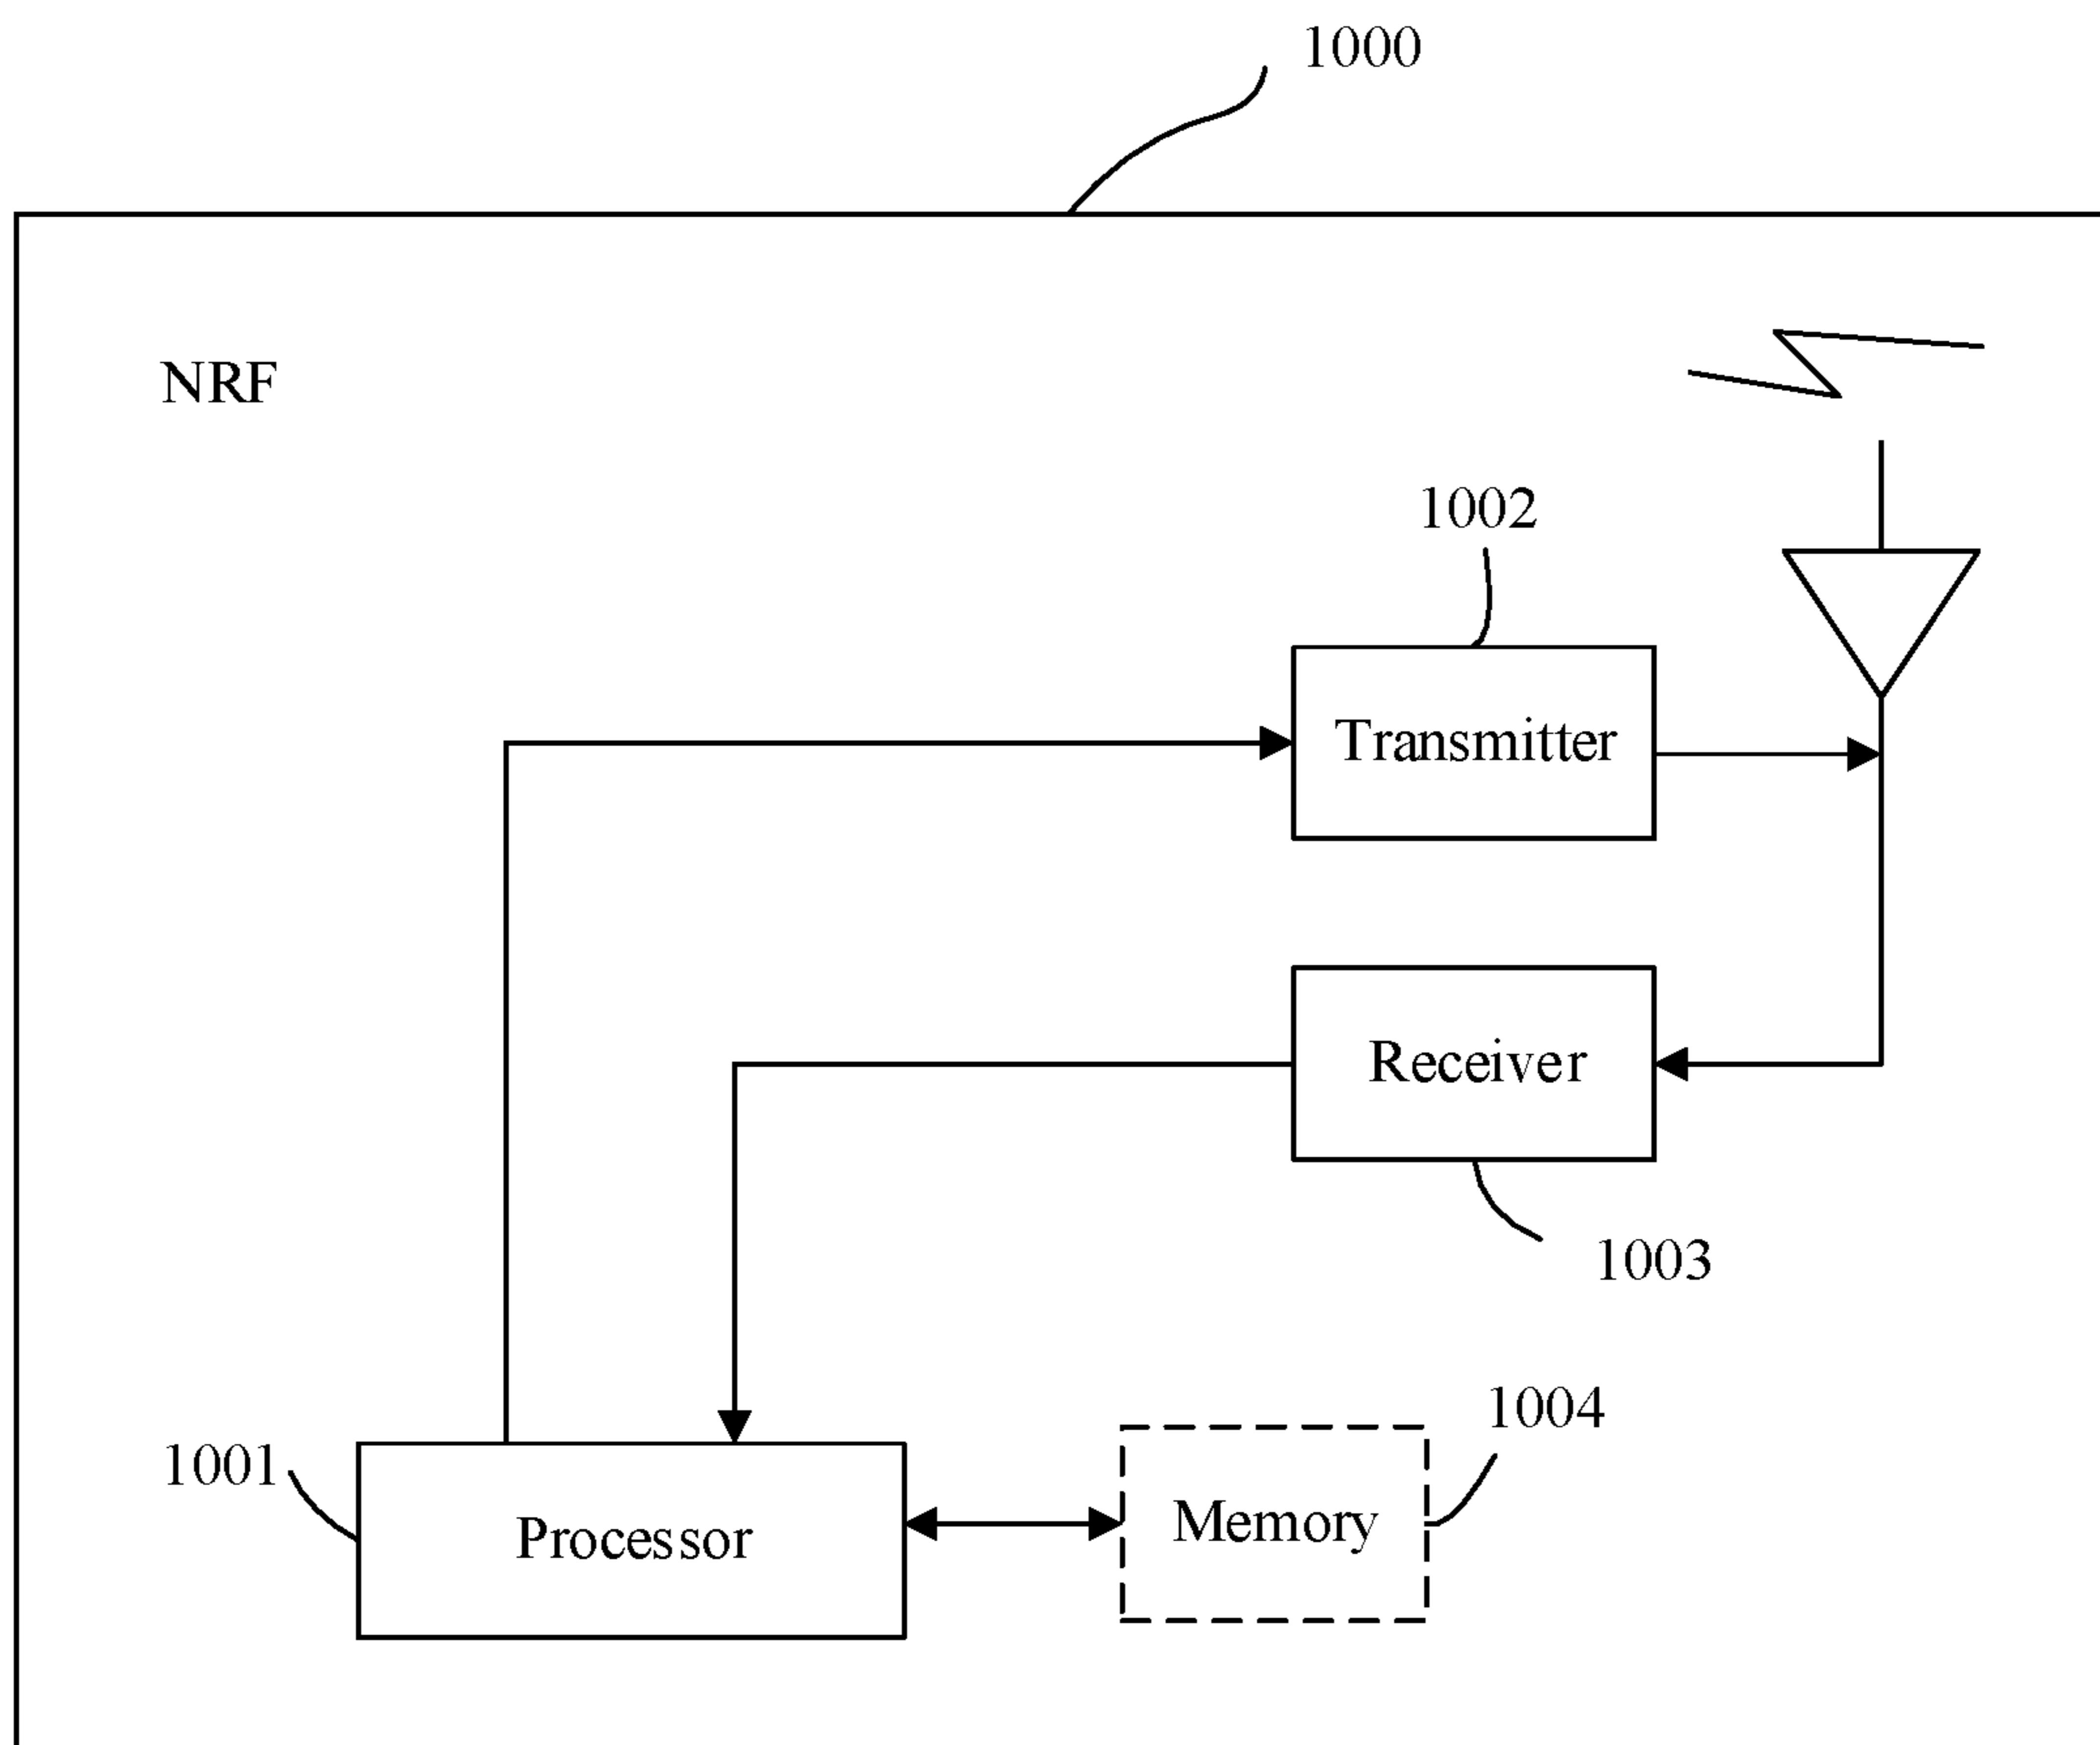 1000
NRF
1002
Transmitter
Receiver
1003
1004
1001
Memory
Processor